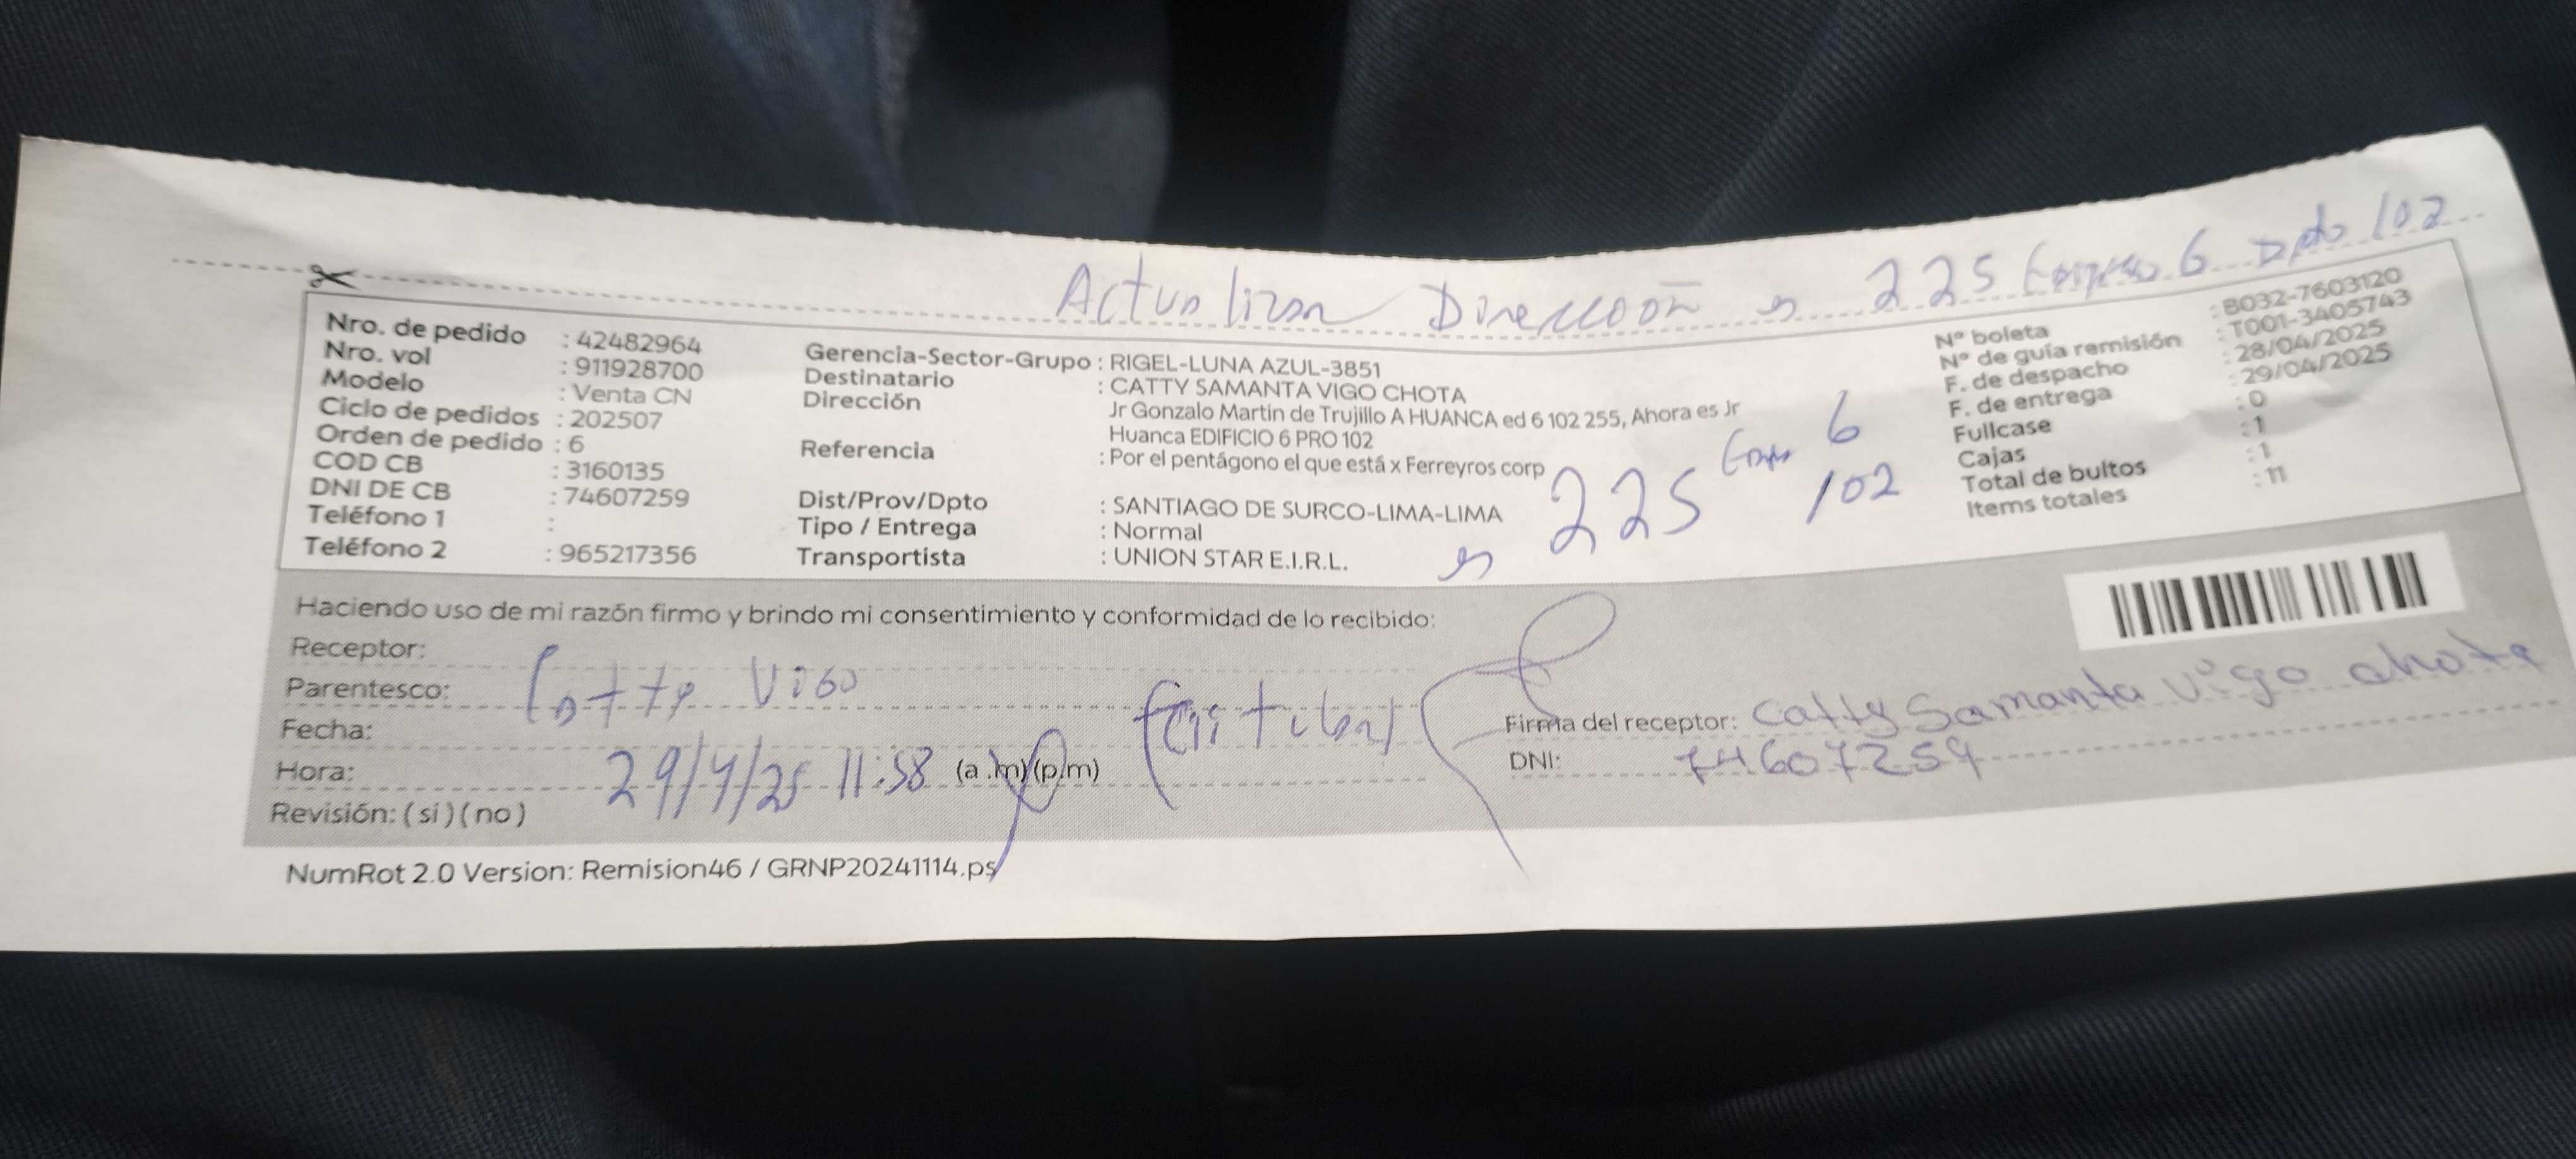 Actualizar Dirección es 225 6 Dpto 102
Nro. de pedido : 42482964
Nro. vol : 911928700
Modelo : Venta CN
Ciclo de pedidos : 202507
Orden de pedido : 6
COD CB : 3160135
DNI DE CB : 74607259
Teléfono 1 :
Teléfono 2 : 965217356
Gerencia-Sector-Grupo : RIGEL-LUNA AZUL-3851
Destinatario : CATTY SAMANTA VIGO CHOTA
Dirección Jr Gonzalo Martin de Trujillo A HUANCA ed 6 102 255, Ahora es Jr
Huanca EDIFICIO 6 PRO 102
Referencia : Por el pentágono el que está x Ferreyros corp
Dist/Prov/Dpto : SANTIAGO DE SURCO-LIMA-LIMA
Tipo / Entrega : Normal
Transportista : UNION STAR E.I.R.L.
es 225 6
102
N° boleta : B032-7603120
N° de guía remisión : T001-3405743
F. de despacho : 28/04/2025
F. de entrega : 29/04/2025
Fullcase : 0
Cajas : 1
Total de bultos : 1
Items totales : 11
Haciendo uso de mi razón firmo y brindo mi consentimiento y conformidad de lo recibido:
Receptor:
Parentesco: Catty Vigo
Fecha:
Hora: 29/4/25 11:58 (a .m)(p.m)
Revisión: ( si ) ( no )
Firma del receptor: Catty Samanta Vigo chota
DNI: 74607259
NumRot 2.0 Version: Remision46 / GRNP20241114.ps